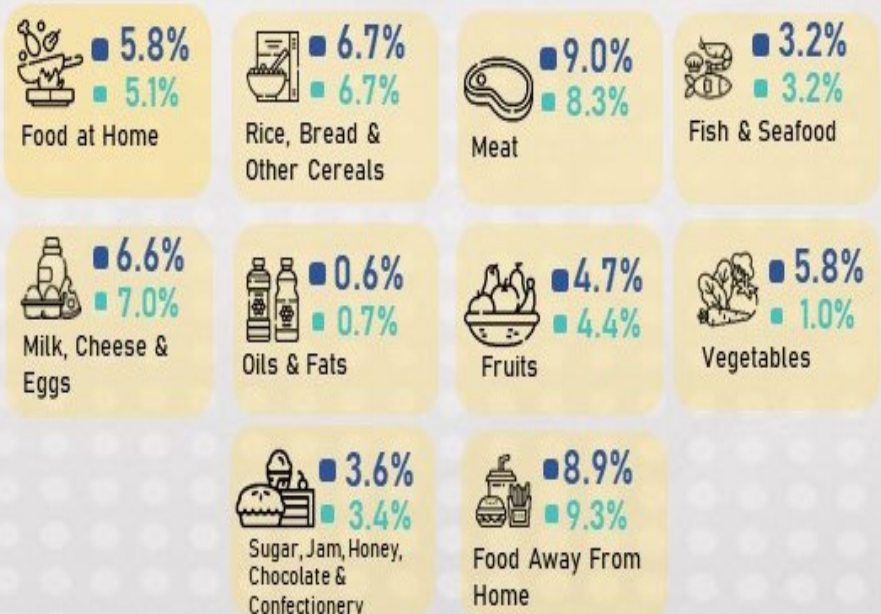 5.8%
5.1%
Food at Home
6.7%
6.7%
Rice, Bread &
Other Cereals
9.0%
8.3%
Meat
3.2%
3.2%
Fish & Seafood
6.6%
7.0%
Milk, Cheese &
Eggs
0.6%
0.7%
Oils & Fats
4.7%
4.4%
Fruits
5.8%
1.0%
Vegetables
3.6%
3.4%
Sugar, Jam, Honey,
Chocolate &
Confectionery
8.9%
9.3%
Food Away From
Home